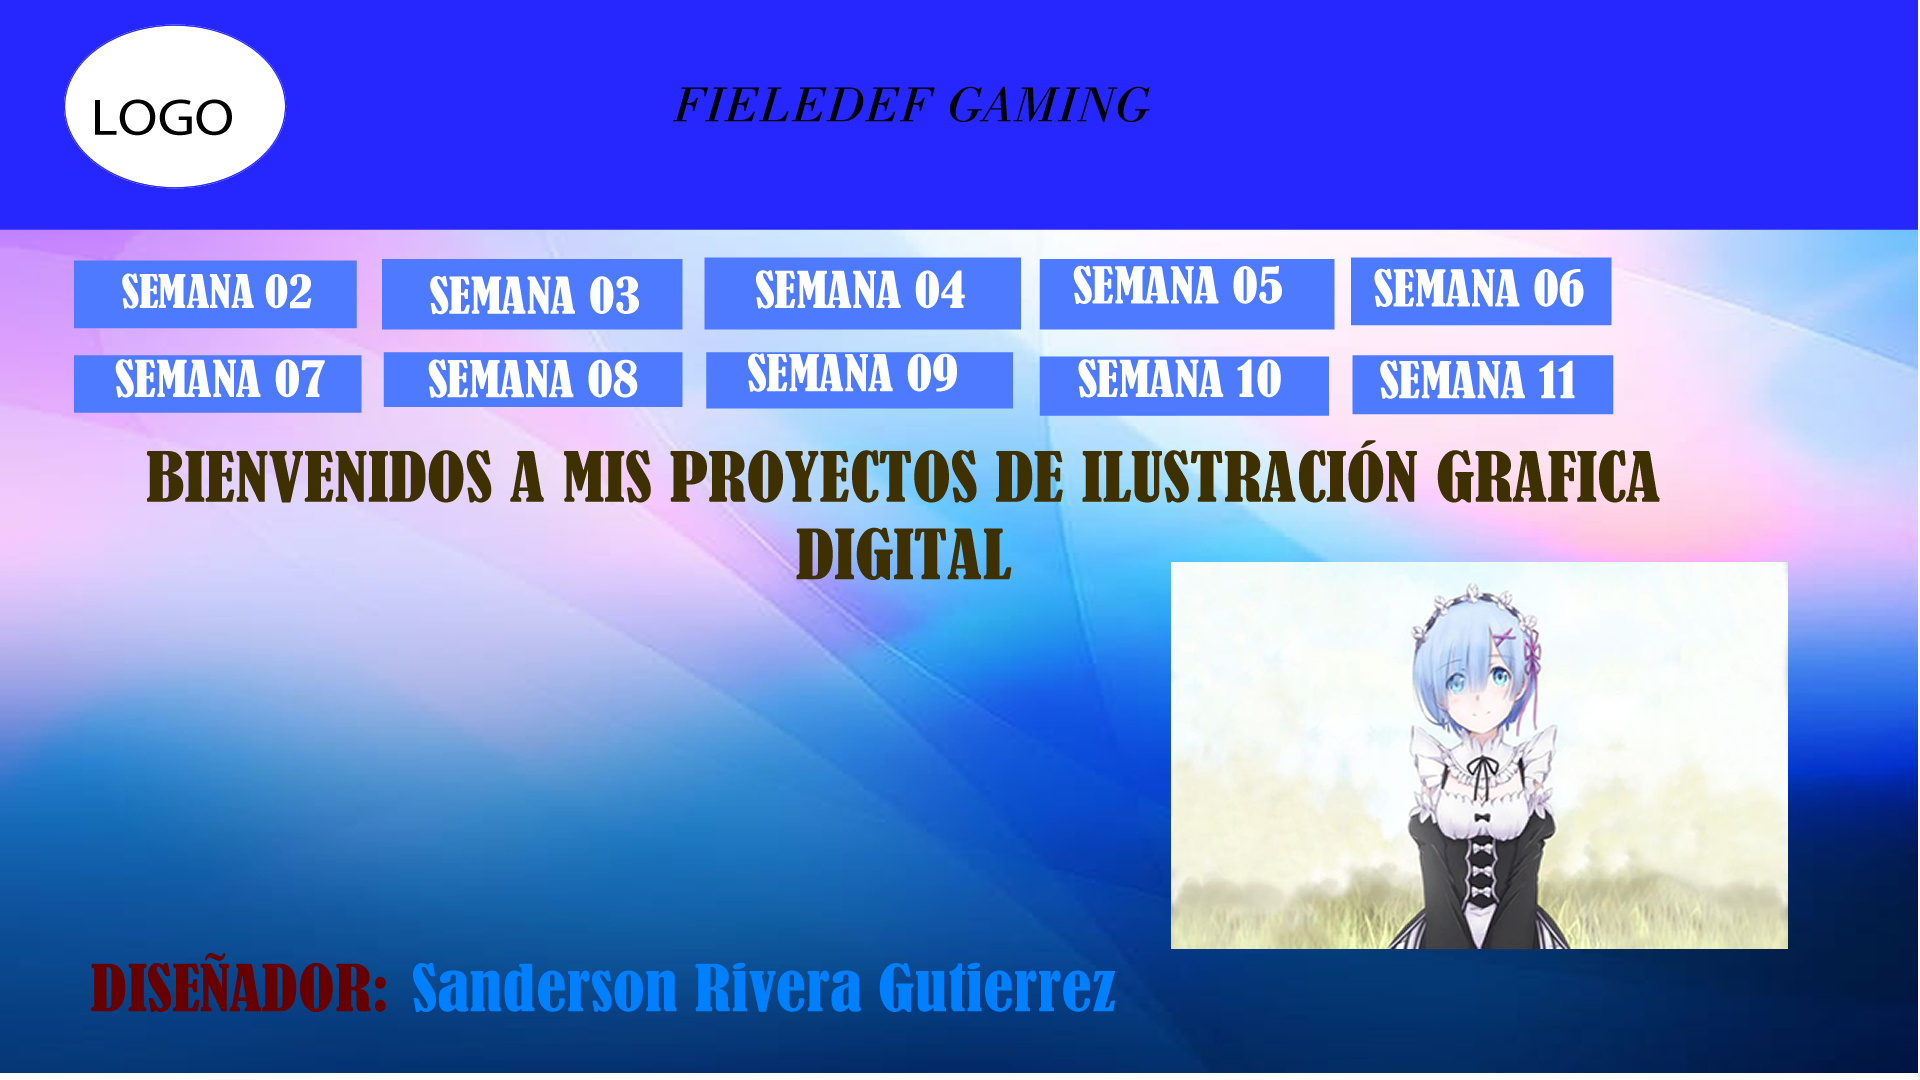 LOGO
FIELEDEF GAMING
SEMANA 02
SEMANA 03
SEMANA 04
SEMANA 05
SEMANA 06
SEMANA 07
SEMANA 08
SEMANA 09
SEMANA 10
SEMANA 11
BIENVENIDOS A MIS PROYECTOS DE ILUSTRACIÓN GRAFICA
DIGITAL
DISEÑADOR: Sanderson Rivera Gutierrez